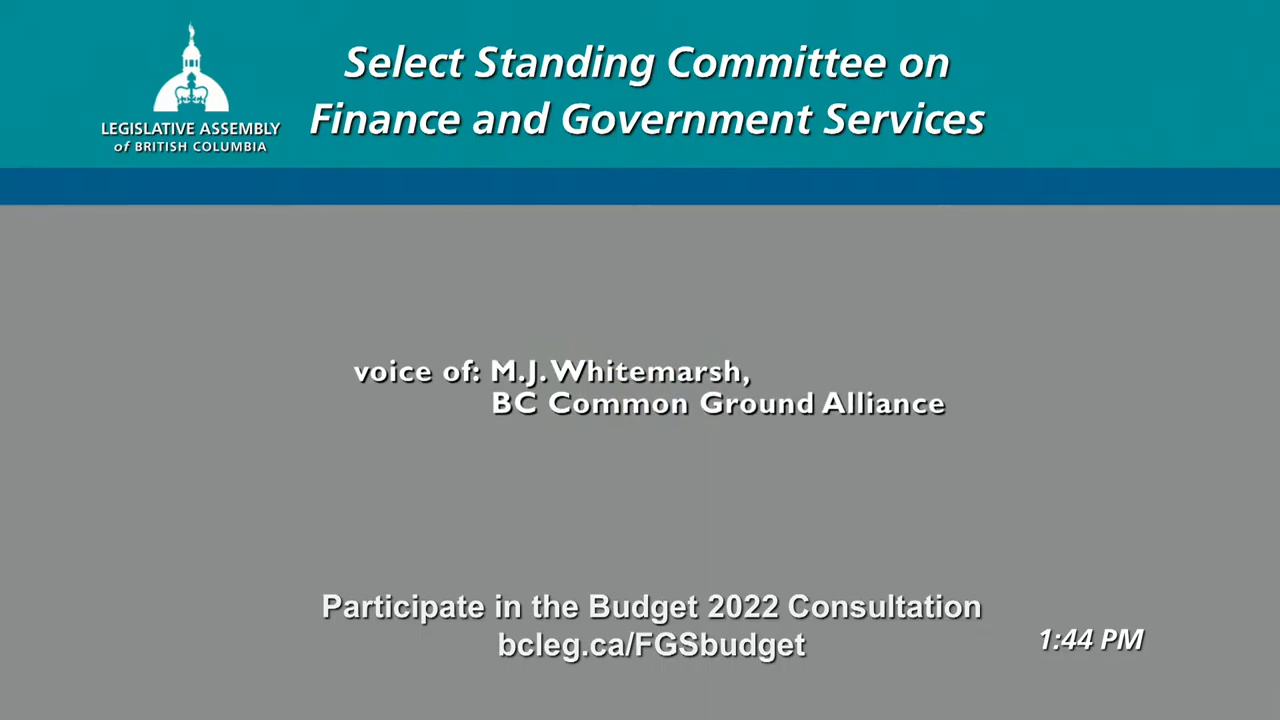 LEGISLATIVE ASSEMBLY
of BRITISH COLUMBIA
Select Standing Committee on
Finance and Government Services
voice of: M.J. Whitemarsh,
BC Common Ground Alliance
Participate in the Budget 2022 Consultation
bcleg.ca/FGSbudget
1:44 PM